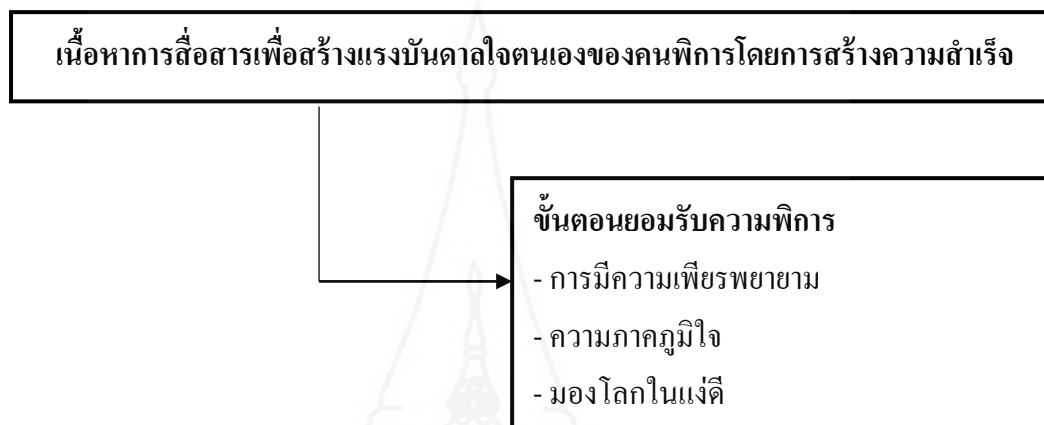 เนื้อหาการสื่อสารเพื่อสร้างแรงบันดาลใจตนเองของคนพิการโดยการสร้างความสำเร็จ
ขั้นตอนยอมรับความพิการ
- การมีความเพียรพยายาม
- ความภาคภูมิใจ
- มองโลกในแง่ดี